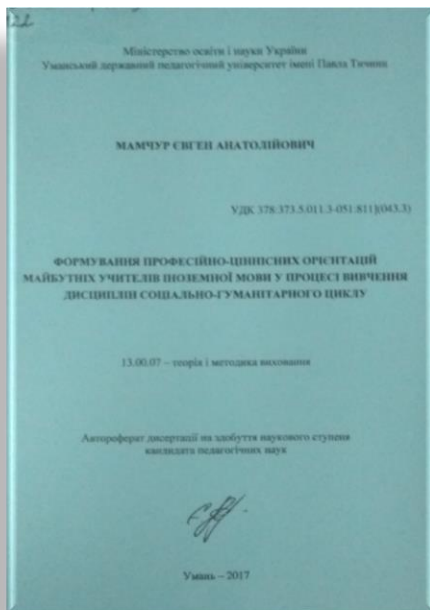 22
Міністерство освіти і науки України
Уманський державний педагогічний університет імені Павла Тичини
МАМЧУР ЄВГЕН АНАТОЛІЙОВИЧ
УДК 378:373.5.011.3-051:811](043.3)
ФОРМУВАННЯ ПРОФЕСІЙНО-ЦІННІСНИХ ОРІЄНТАЦІЙ
МАЙБУТНІХ УЧИТЕЛІВ ІНОЗЕМНОЇ МОВИ У ПРОЦЕСІ ВИВЧЕННЯ
ДИСЦИПЛІН СОЦІАЛЬНО-ГУМАНІТАРНОГО ЦИКЛУ
13.00.07 – теорія і методика виховання
Автореферат дисертації на здобуття наукового ступеня
кандидата педагогічних наук
Умань – 2017